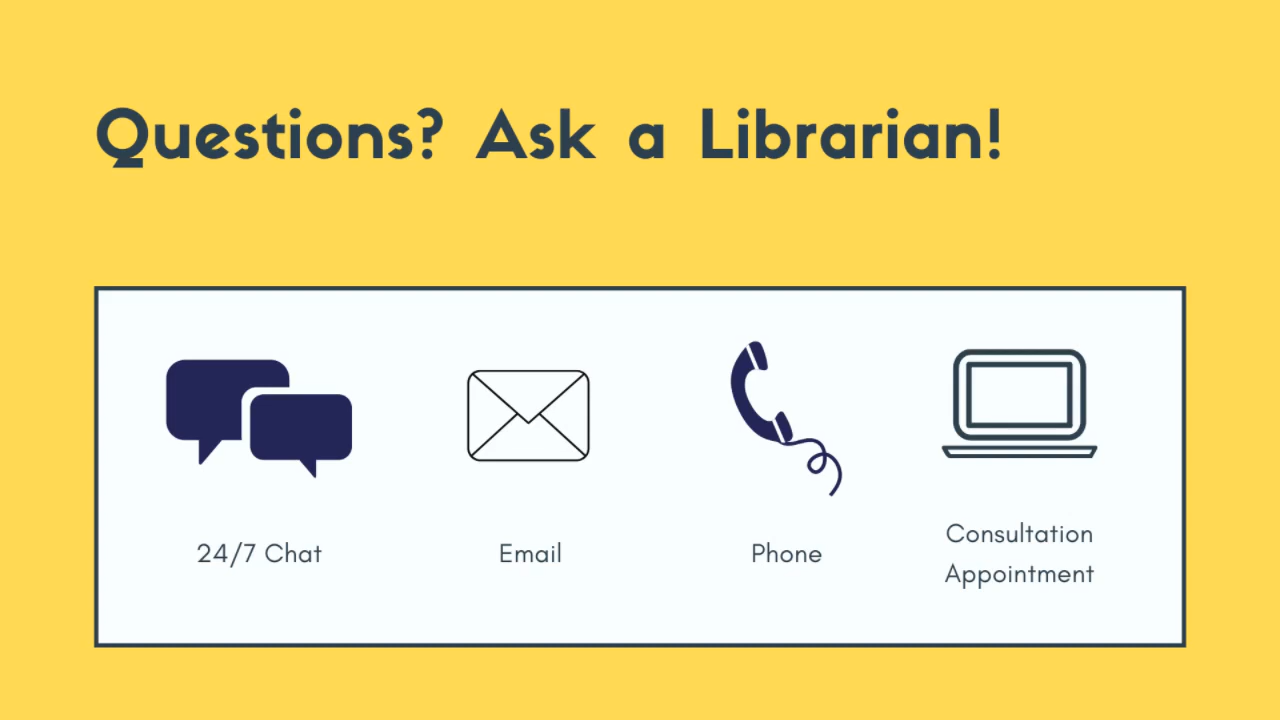 Questions? Ask a Librarian!
24/7 Chat
Email
Phone
Consultation
Appointment